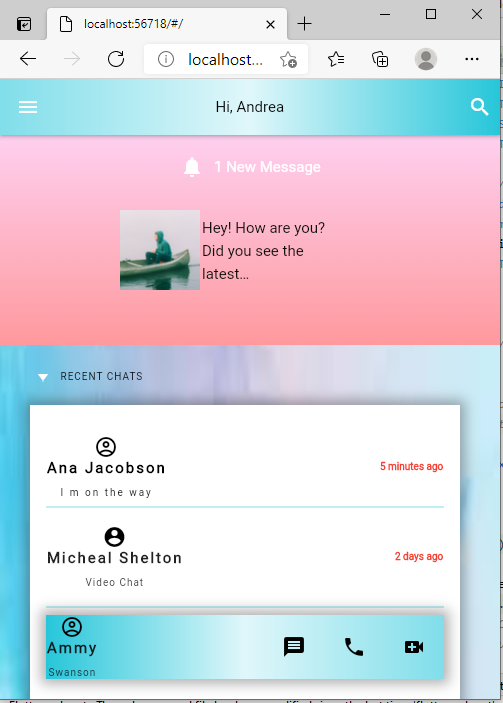 localhost:56718/#/
localhost...
Hi, Andrea
1 New Message
Hey! How are you?
Did you see the
latest...
RECENT CHATS
Ana Jacobson
5 minutes ago
I m on the way
Micheal Shelton
2 days ago
Video Chat
Ammy
Swanson